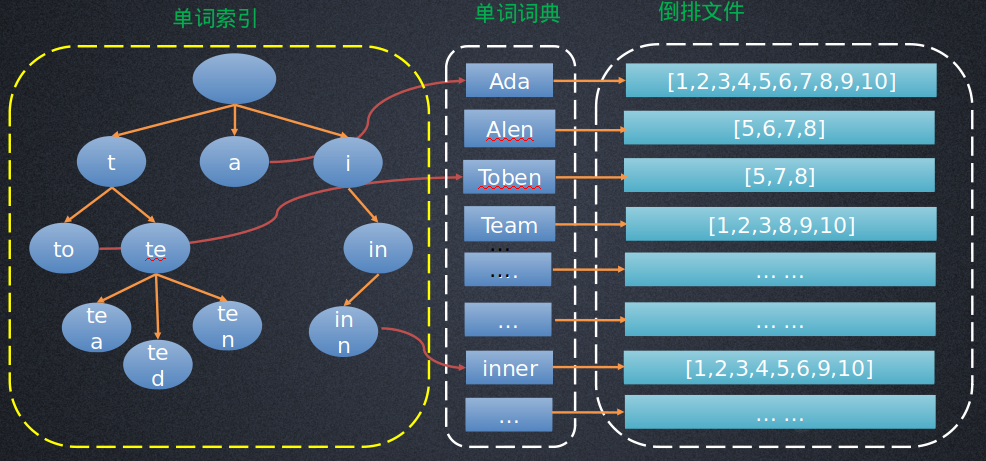 单词索引
单词词典
倒排文件
t
a
i
to
te
in
te
a
te
d
te
n
in
n
Ada
[1,2,3,4,5,6,7,8,9,10]
Alen
[5,6,7,8]
Toben
[5,7,8]
Team
[1,2,3,8,9,10]
...
....
... ...
...
... ...
inner
[1,2,3,4,5,6,9,10]
...
... ...